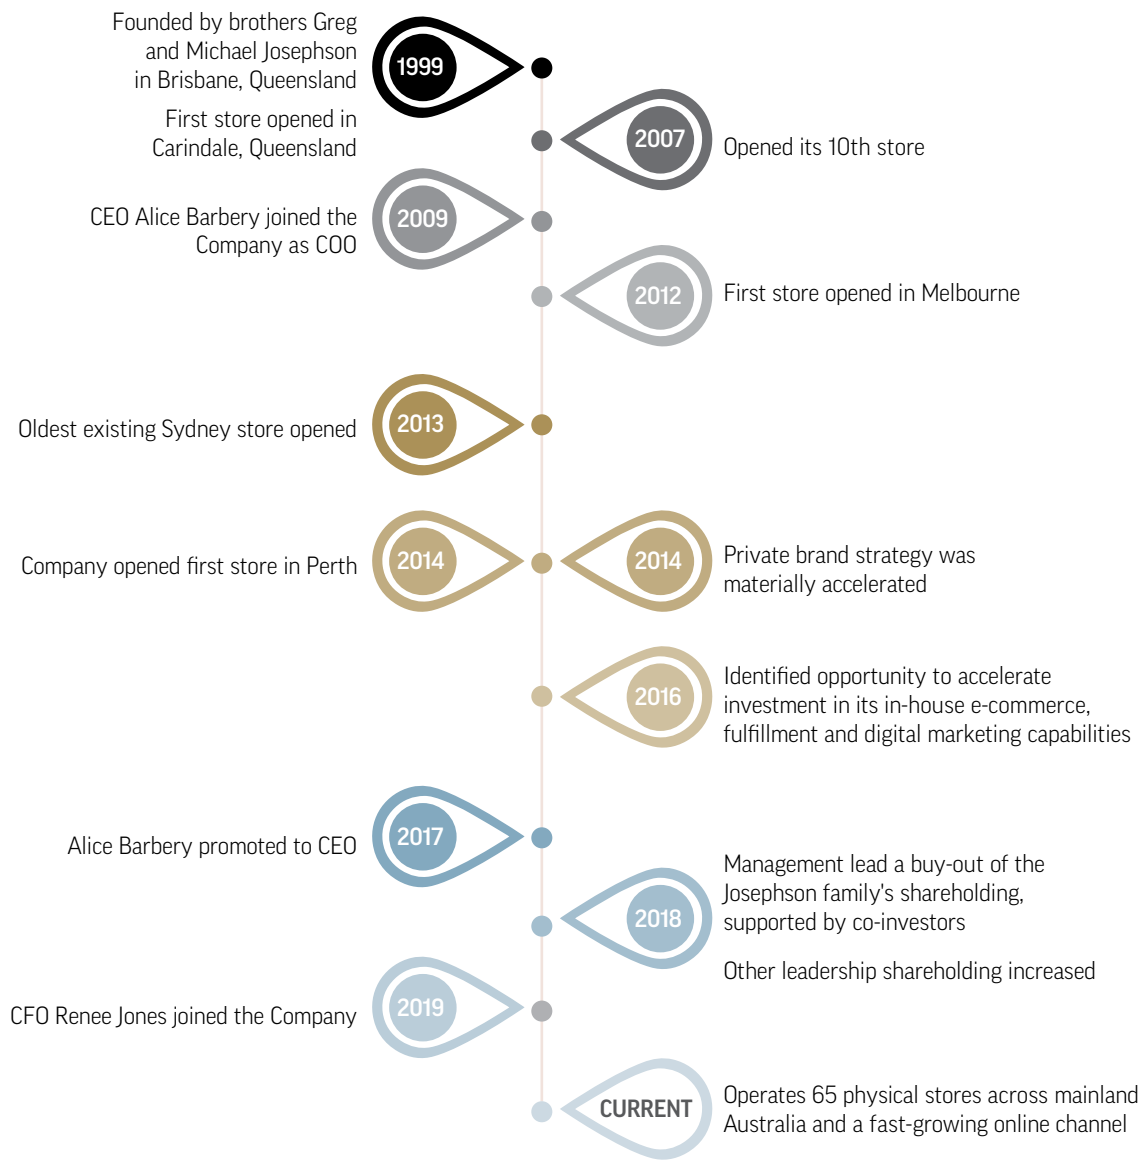 Founded by brothers Greg
and Michael Josephson
in Brisbane, Queensland
First store opened in
Carindale, Queensland
1999
2007
Opened its 10th store
CEO Alice Barbery joined the
Company as COO
2009
2012
First store opened in Melbourne
Oldest existing Sydney store opened
2013
Company opened first store in Perth
2014
2014
Private brand strategy was
materially accelerated
2016
Identified opportunity to accelerate
investment in its in-house e-commerce,
fulfillment and digital marketing capabilities
Alice Barbery promoted to CEO
2017
2018
Management lead a buy-out of the
Josephson family's shareholding,
supported by co-investors
Other leadership shareholding increased
CFO Renee Jones joined the Company
2019
CURRENT
Operates 65 physical stores across mainland
Australia and a fast-growing online channel